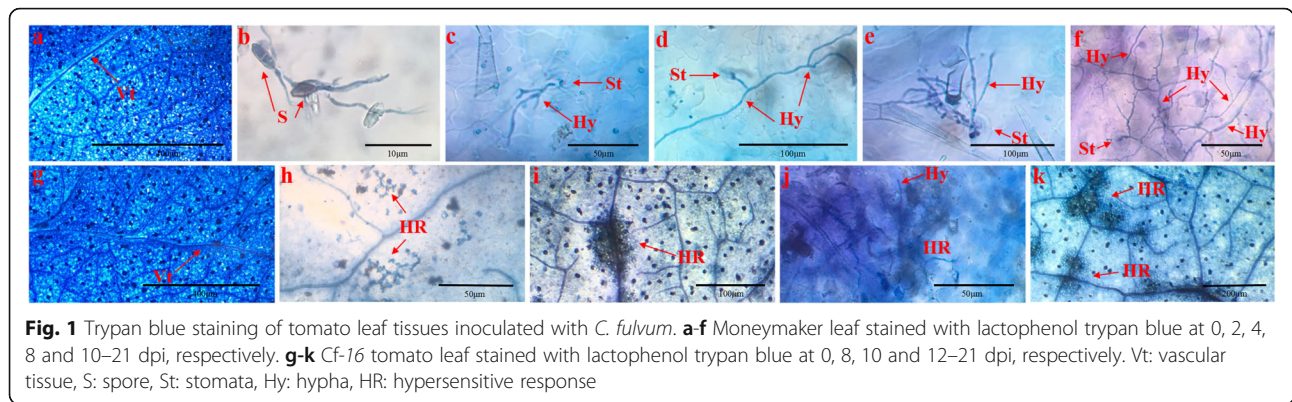 a
Vt
200μm
b
S
10μm
c
St
Hy
50μm
d
St
Hy
100μm
e
Hy
St
100μm
f
Hy
Hy
Hy
St
50μm
g
Vt
100μm
h
HR
50μm
i
HR
100μm
j
Hy
HR
50μm
k
HR
HR
200μm
Fig. 1 Trypan blue staining of tomato leaf tissues inoculated with C. fulvum. a-f Moneymaker leaf stained with lactophenol trypan blue at 0, 2, 4,
8 and 10–21 dpi, respectively. g-k Cf-16 tomato leaf stained with lactophenol trypan blue at 0, 8, 10 and 12–21 dpi, respectively. Vt: vascular
tissue, S: spore, St: stomata, Hy: hypha, HR: hypersensitive response